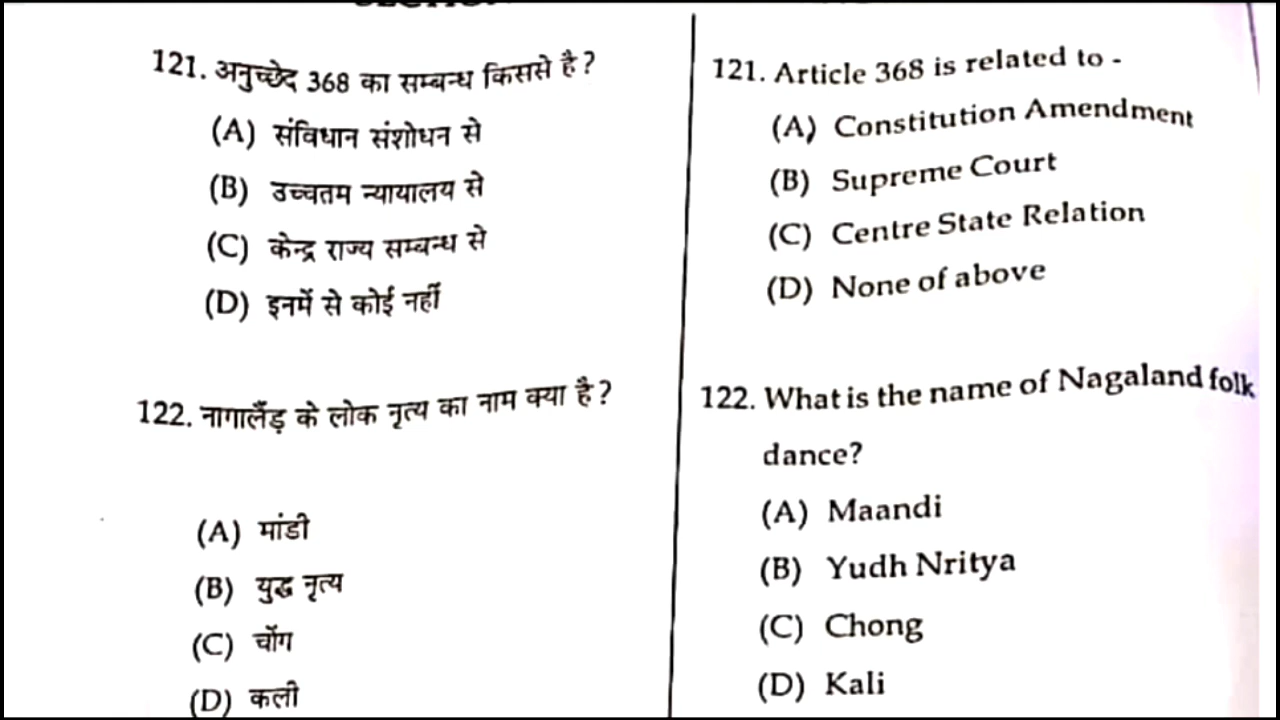 121. अनुच्छेद 368 का सम्बन्ध किससे है?
(A) संविधान संशोधन से
(B) उच्चतम न्यायालय से
(C) केन्द्र राज्य सम्बन्ध से
(D) इनमें से कोई नहीं
122. नागालैंड़ के लोक नृत्य का नाम क्या है?
(A) मांडी
(B) युद्ध नृत्य
(C) चोंग
(D) कली
121. Article 368 is related to -
(A) Constitution Amendment
(B) Supreme Court
(C) Centre State Relation
(D) None of above
122. What is the name of Nagaland folk
dance?
(A) Maandi
(B) Yudh Nritya
(C) Chong
(D) Kali